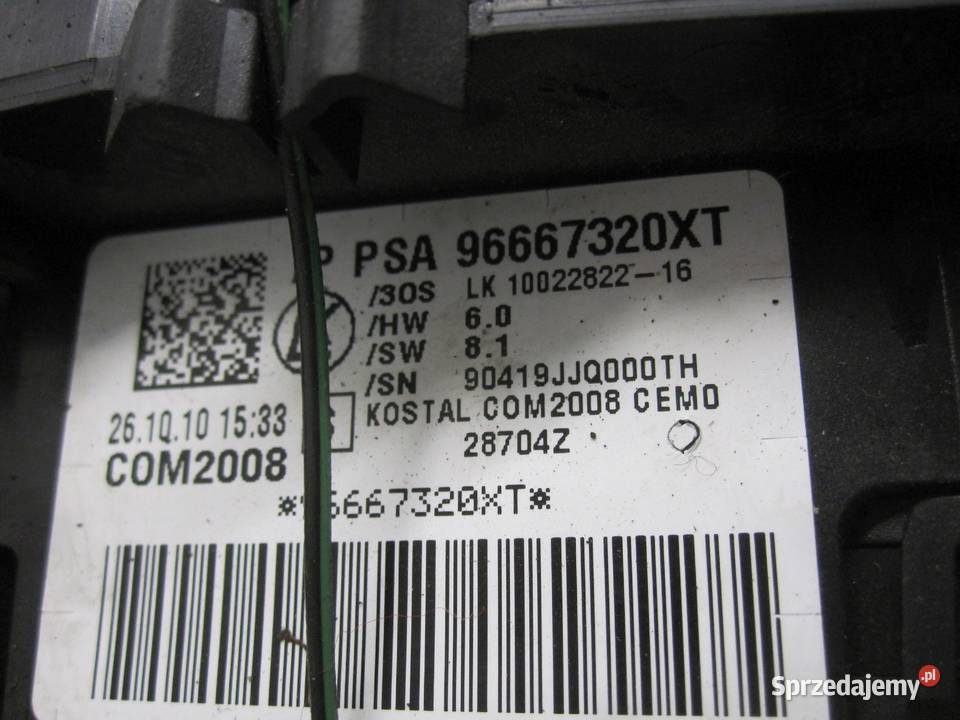 PSA 96667320XT
/3OS LK 10022822-16
/HW 6.0
/SW 8.1
/SN 90419JJQ000TH
KOSTAL COM2008 CEMO
28704Z
26.10.10 15:33
COM2008
*96667320XT*
Sprzedajemy.pl